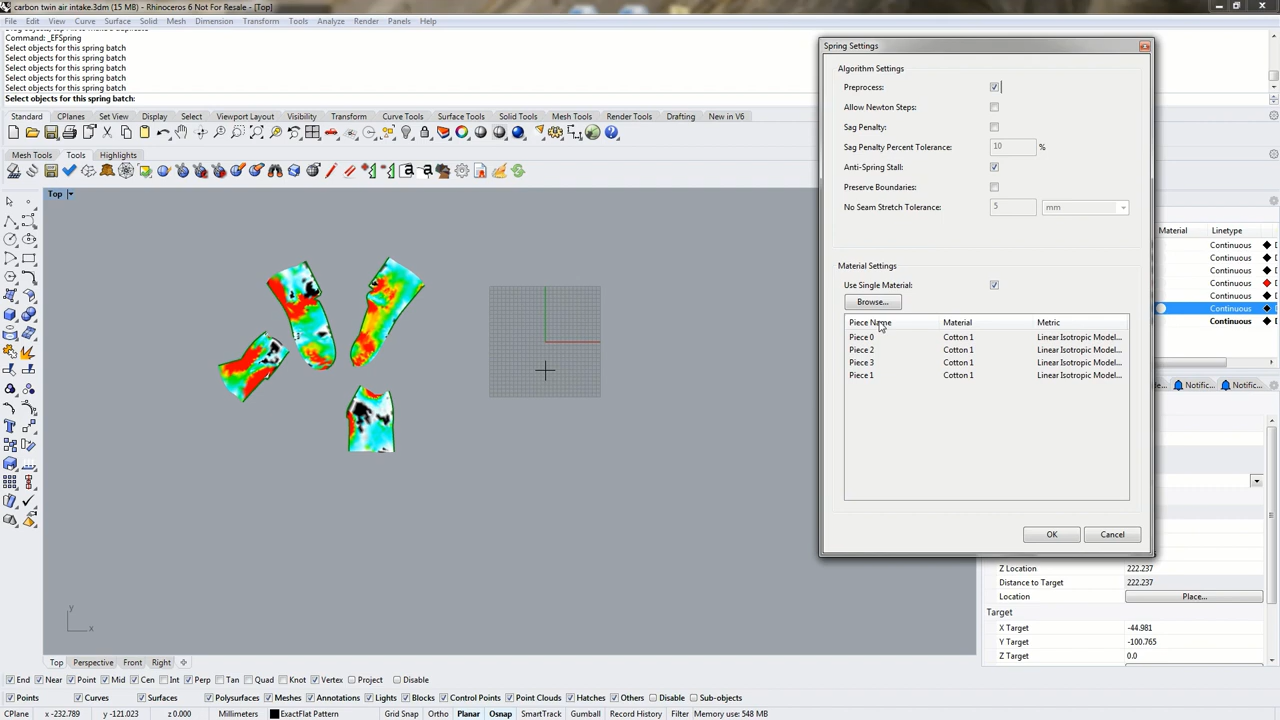 carbon twin air intake.3dm (15 MB) - Rhinoceros 6 Not For Resale - [Top]
File Edit View Curve Surface Solid Mesh Dimension Transform Tools Analyze Render Panels Help
Command: _EFSpring
Select objects for this spring batch
Select objects for this spring batch
Select objects for this spring batch
Select objects for this spring batch
Select objects for this spring batch
Select objects for this spring batch:
Standard CPlanes Set View Display Select Viewport Layout Visibility Transform Curve Tools Surface Tools Solid Tools Mesh Tools Render Tools Drafting New in V6
Mesh Tools Tools Highlights
Top
Spring Settings
Algorithm Settings
Preprocess:
Allow Newton Steps:
Sag Penalty:
Sag Penalty Percent Tolerance: 10 %
Anti-Spring Stall:
Preserve Boundaries:
No Seam Stretch Tolerance: 5 mm
Material Settings
Use Single Material:
Browse...
Piece Name Material Metric
Piece 0 Cotton 1 Linear Isotropic Model...
Piece 2 Cotton 1 Linear Isotropic Model...
Piece 3 Cotton 1 Linear Isotropic Model...
Piece 1 Cotton 1 Linear Isotropic Model...
OK Cancel
Material Linetype
Continuous
Continuous
Continuous
Continuous
Continuous
Continuous
Continuous
Notific... Notific...
Z Location 222.237
Distance to Target 222.237
Location Place...
Target
X Target -44.981
Y Target -100.765
Z Target 0.0
y
x
Top Perspective Front Right
End Near Point Mid Cen Int Perp Tan Quad Knot Vertex Project Disable
Points Curves Surfaces Polysurfaces Meshes Annotations Lights Blocks Control Points Point Clouds Hatches Others Disable Sub-objects
CPlane x -232.789 y -121.023 z 0.000 Millimeters ExactFlat Pattern Grid Snap Ortho Planar Osnap SmartTrack Gumball Record History Filter Memory use: 548 MB